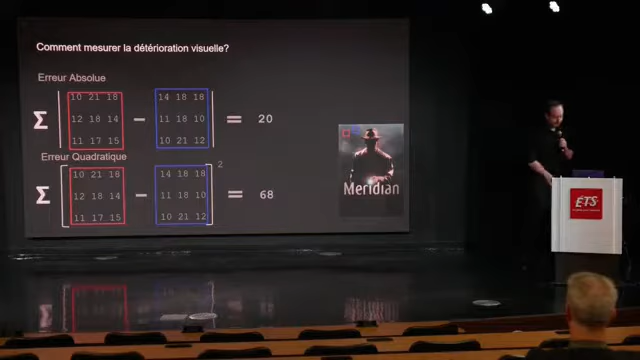 Comment mesurer la détérioration visuelle?
Erreur Absolue
10 21 18 14 18 18
Σ 12 18 14 − 11 18 10 = 20
11 17 15 10 21 12
Erreur Quadratique
2
10 21 18 14 18 18
Σ 12 18 14 − 11 18 10 = 68
11 17 15 10 21 12
Meridian
ÉTS